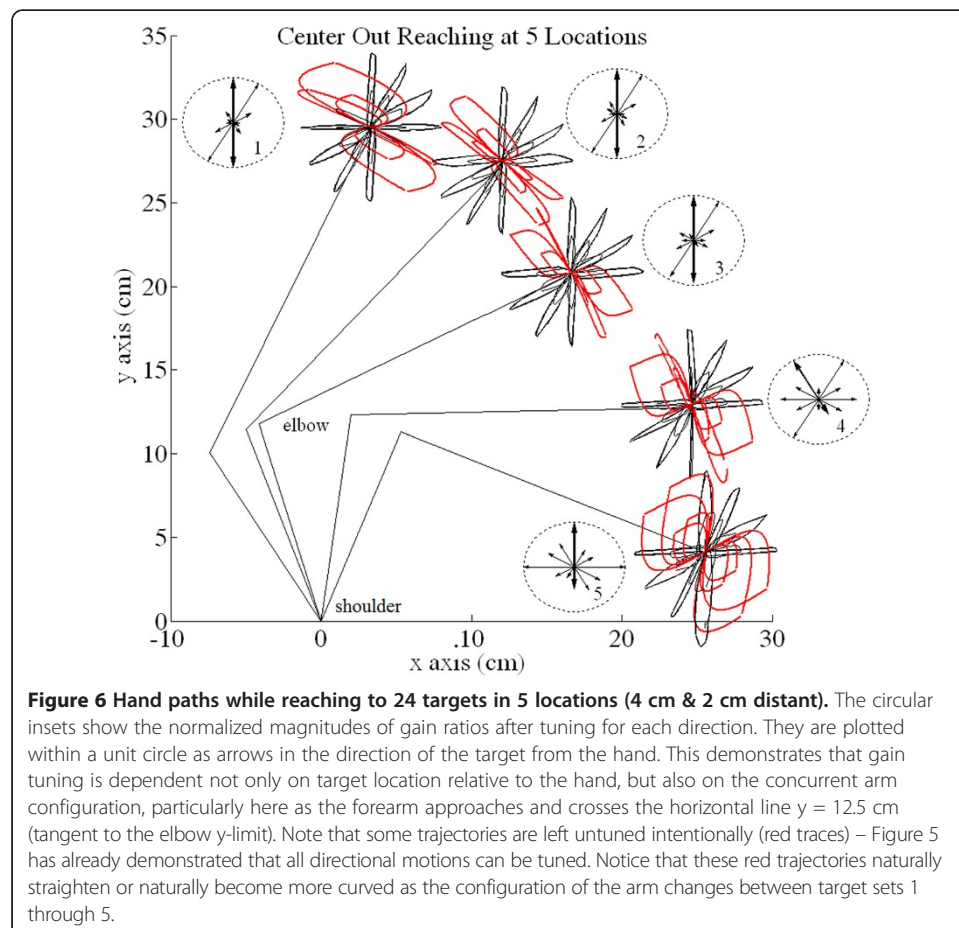 Center Out Reaching at 5 Locations
35
30
25
20
15
10
5
0
y axis (cm)
1
2
3
4
5
elbow
shoulder
-10
0
.10
20
30
x axis (cm)
Figure 6 Hand paths while reaching to 24 targets in 5 locations (4 cm & 2 cm distant). The circular
insets show the normalized magnitudes of gain ratios after tuning for each direction. They are plotted
within a unit circle as arrows in the direction of the target from the hand. This demonstrates that gain
tuning is dependent not only on target location relative to the hand, but also on the concurrent arm
configuration, particularly here as the forearm approaches and crosses the horizontal line y = 12.5 cm
(tangent to the elbow y-limit). Note that some trajectories are left untuned intentionally (red traces) – Figure 5
has already demonstrated that all directional motions can be tuned. Notice that these red trajectories naturally
straighten or naturally become more curved as the configuration of the arm changes between target sets 1
through 5.